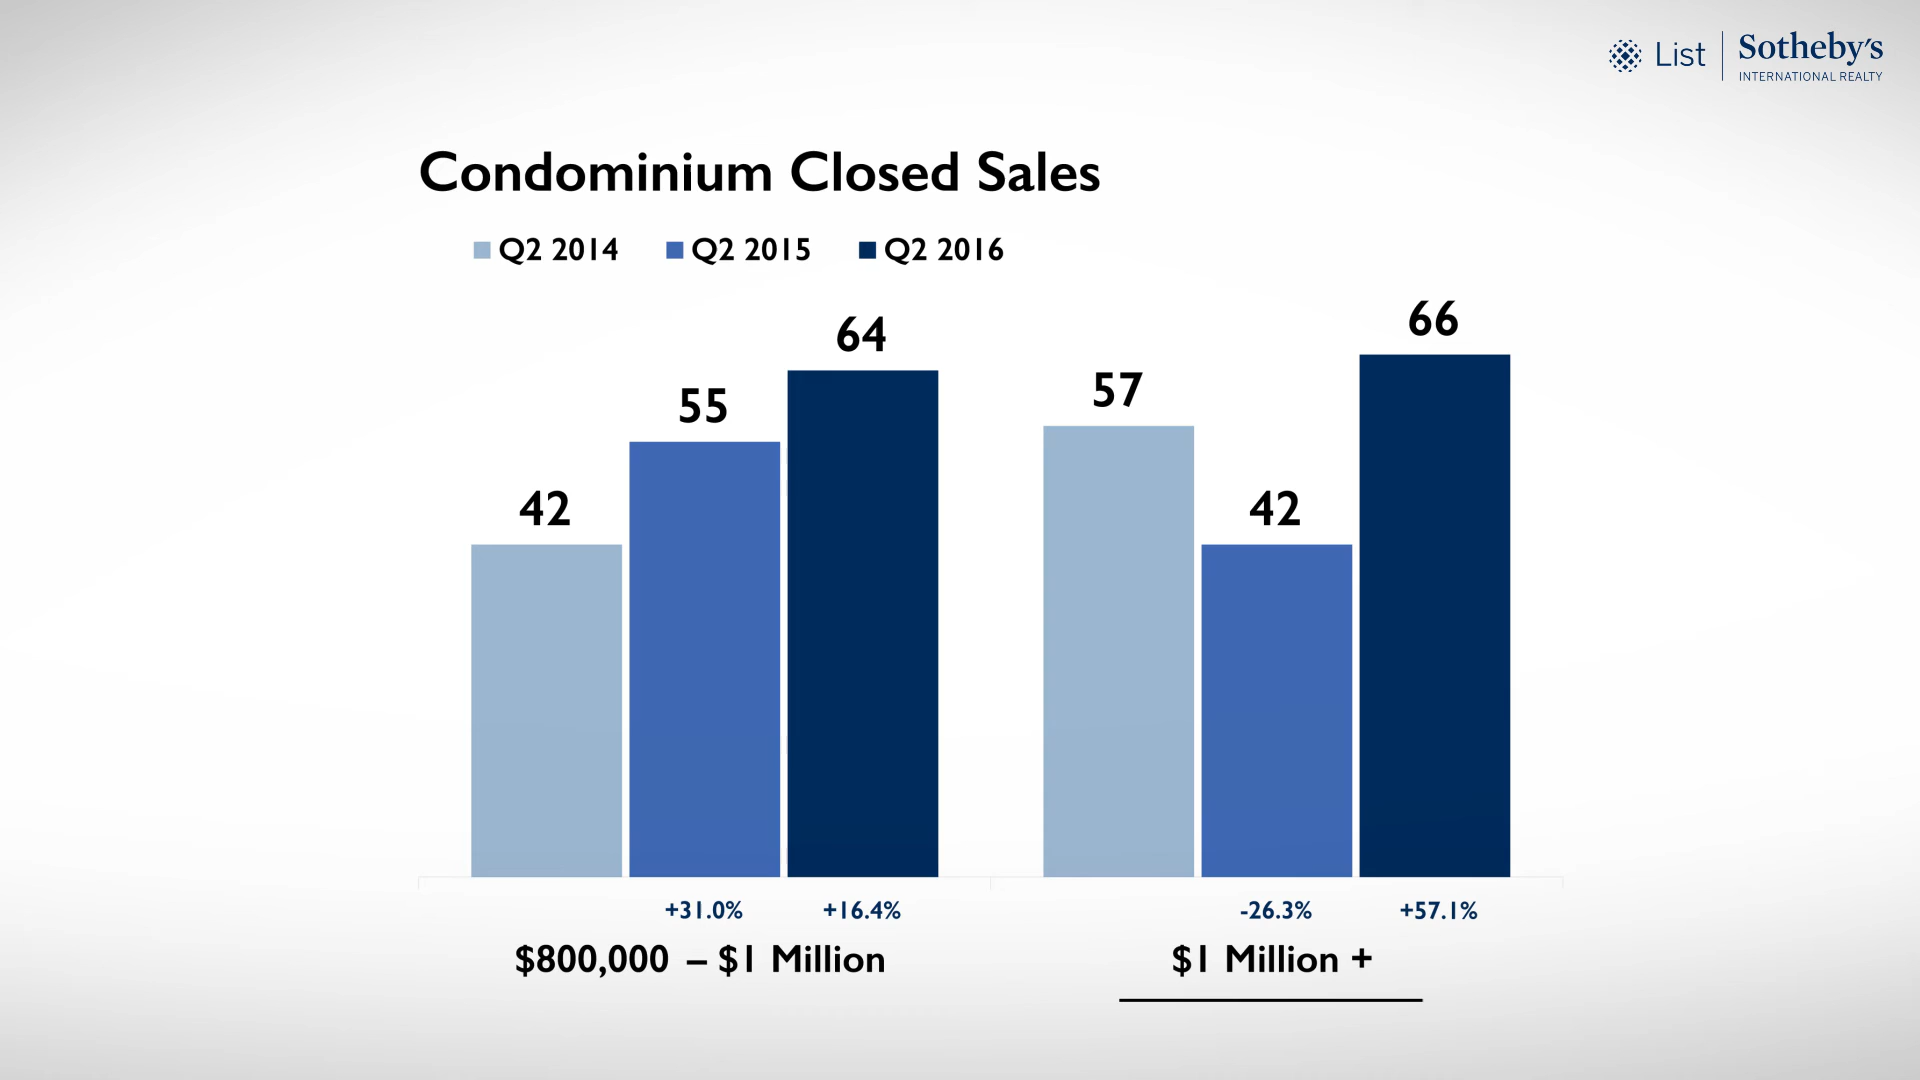 List
Sotheby's
INTERNATIONAL REALTY
Condominium Closed Sales
Q2 2014 Q2 2015 Q2 2016
42 55 64 57 42 66
+31.0% +16.4% -26.3% +57.1%
$800,000 – $1 Million $1 Million +